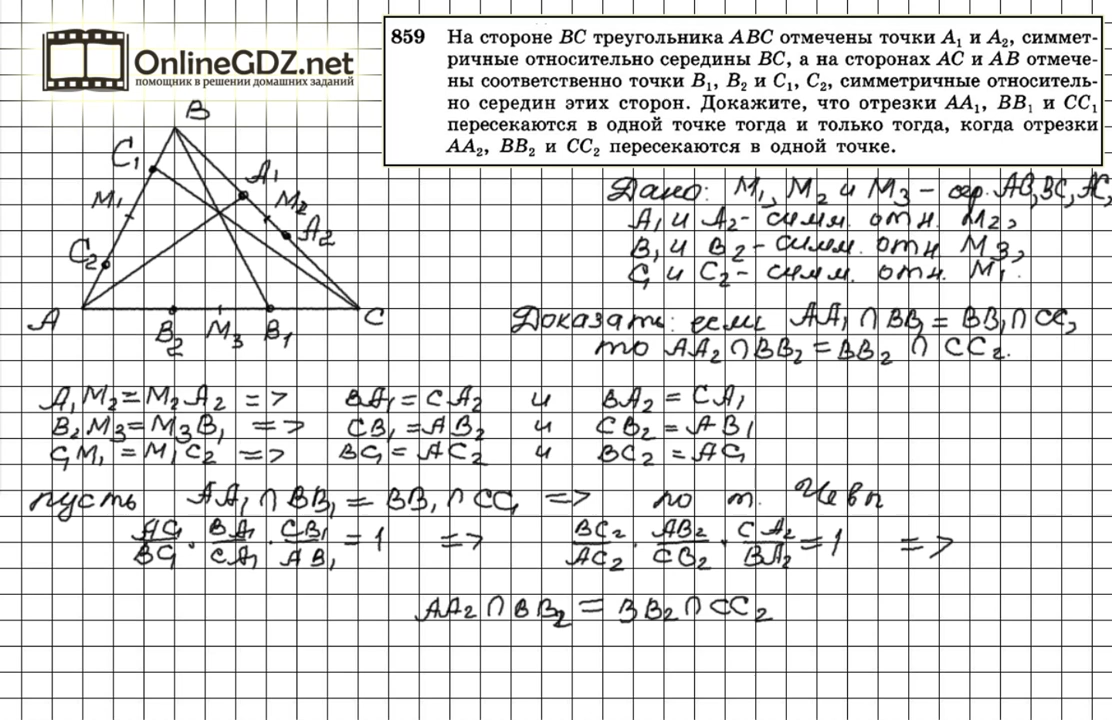 OnlineGDZ.net
помощник в решении домашних заданий
859 На стороне BC треугольника ABC отмечены точки A₁ и A₂, симмет-
ричные относительно середины BC, а на сторонах AC и AB отмече-
ны соответственно точки B₁, B₂ и C₁, C₂, симметричные относитель-
но середин этих сторон. Докажите, что отрезки AA₁, BB₁ и CC₁
пересекаются в одной точке тогда и только тогда, когда отрезки
AA₂, BB₂ и CC₂ пересекаются в одной точке.
B
C₁
A₁
M₁
M₂
A₂
C₂
A
B₂
M₃
B₁
C
Дано: M₁, M₂ и M₃ - сер. AB, BC, AC,
A₁ и A₂ - симм. отн. M₂,
B₁ и B₂ - симм. отн. M₃,
C₁ и C₂ - симм. отн. M₁.
Доказать: если AA₁ ∩ BB₁ = BB₁ ∩ CC₁,
то AA₂ ∩ BB₂ = BB₂ ∩ CC₂.
A₁M₂ = M₂A₂ => BA₁ = CA₂ и BA₂ = CA₁
B₂M₃ = M₃B₁ => CB₁ = AB₂ и CB₂ = AB₁
C₁M₁ = M₁C₂ => BC₁ = AC₂ и BC₂ = AC₁
пусть AA₁ ∩ BB₁ = BB₁ ∩ CC₁ => по т. Чевы
AC₁/BC₁ · BA₁/CA₁ · CB₁/AB₁ = 1 => BC₂/AC₂ · AB₂/CB₂ · CA₂/BA₂ = 1 =>
AA₂ ∩ BB₂ = BB₂ ∩ CC₂